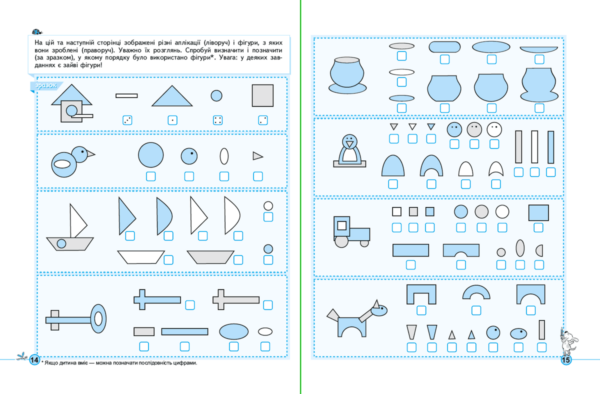 На цій та наступній сторінці зображені різні аплікації (ліворуч) і фігури, з яких
вони зроблені (праворуч). Уважно їх розглянь. Спробуй визначити і позначити
(за зразком), у якому порядку було використано фігури*. Увага: у деяких зав-
даннях є зайві фігури!
14
* Якщо дитина вміє — можна позначати послідовність цифрами.
15